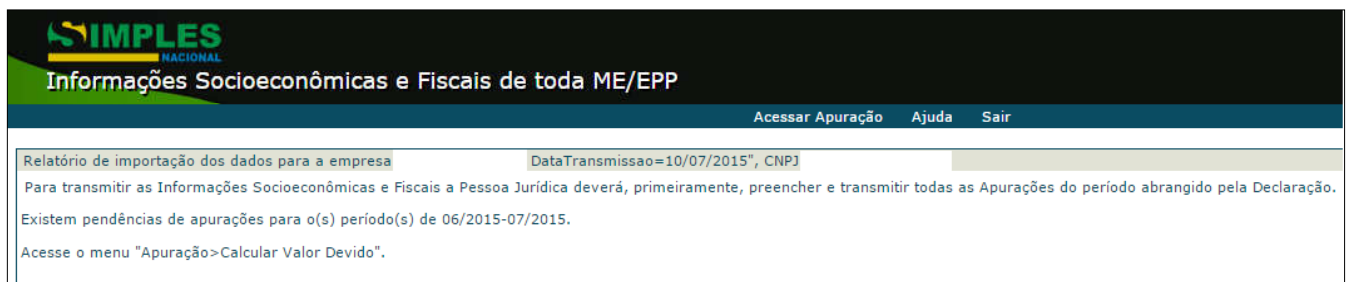 SIMPLES
NACIONAL
Informações Socioeconômicas e Fiscais de toda ME/EPP
Acessar Apuração Ajuda Sair
Relatório de importação dos dados para a empresa DataTransmissao=10/07/2015", CNPJ
Para transmitir as Informações Socioeconômicas e Fiscais a Pessoa Jurídica deverá, primeiramente, preencher e transmitir todas as Apurações do período abrangido pela Declaração.
Existem pendências de apurações para o(s) período(s) de 06/2015-07/2015.
Acesse o menu "Apuração>Calcular Valor Devido".